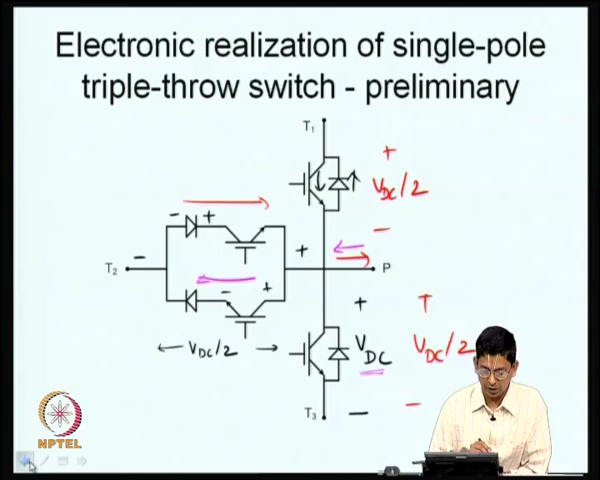 Electronic realization of single-pole
triple-throw switch - preliminary
T1
+
VDC/2
-
- +
+
-
T2
P
- +
+
+
VDC
VDC/2
← VDC/2 →
T3
-
-
NPTEL